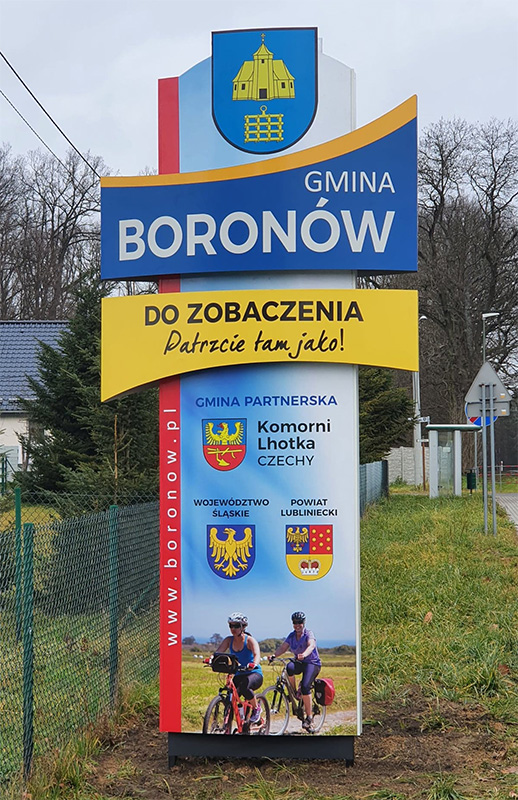 GMINA
BORONÓW
DO ZOBACZENIA
Patrzcie tam jako!
www.boronow.pl
GMINA PARTNERSKA
Komorni
Lhotka
CZECHY
WOJEWÓDZTWO
ŚLĄSKIE
POWIAT
LUBLINIECKI